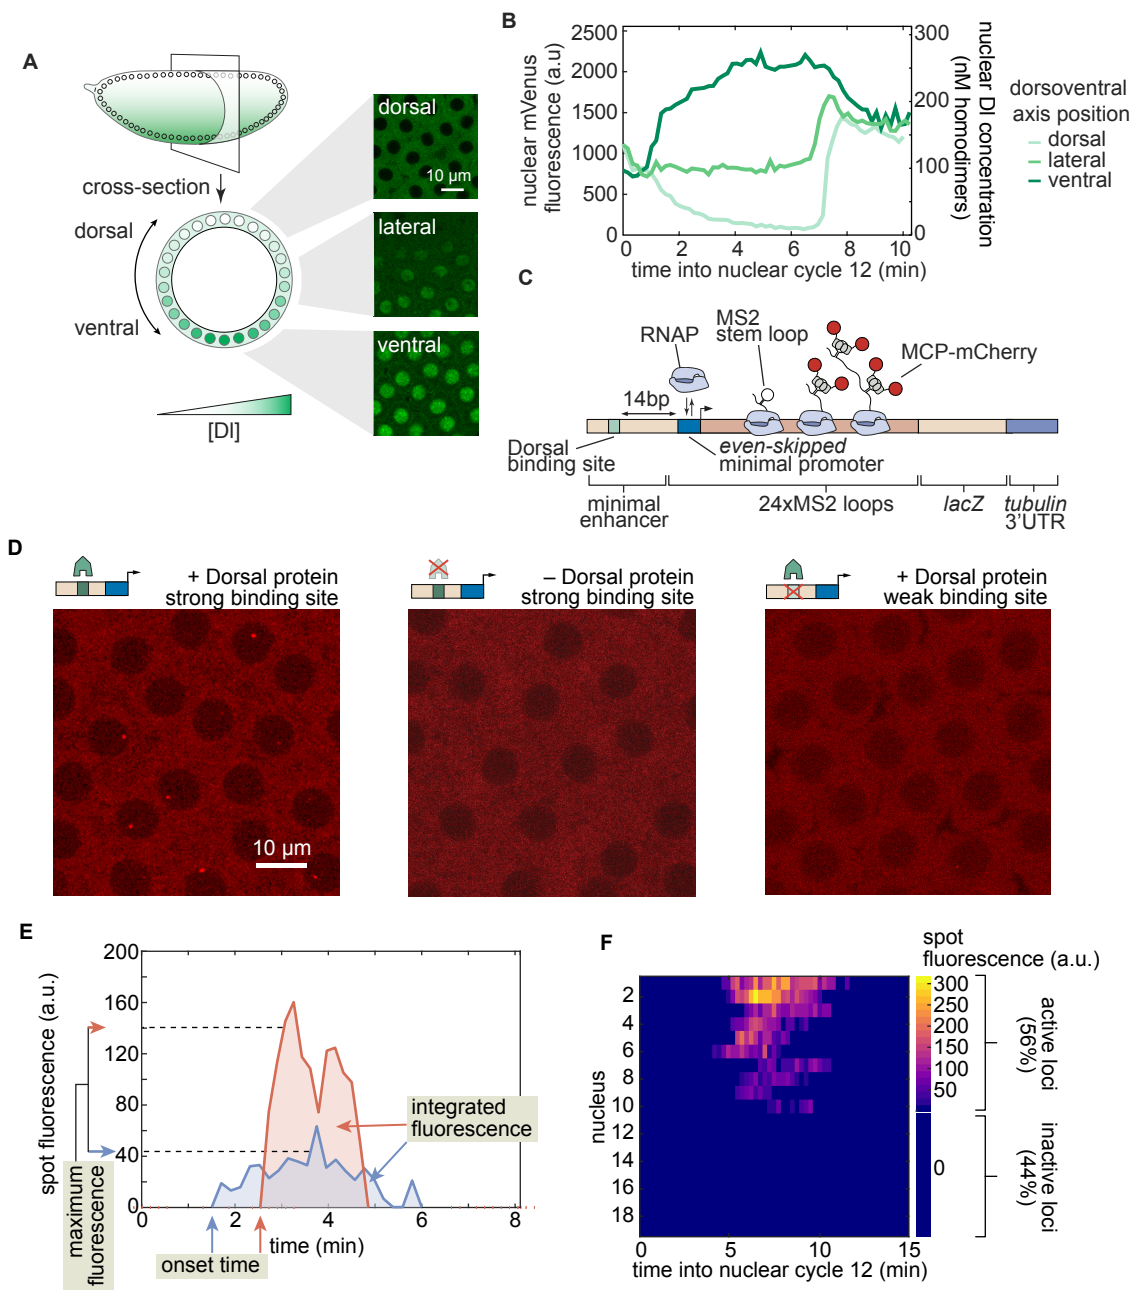 A
cross-section
dorsal
ventral
[Dl]
dorsal
10 μm
lateral
ventral
B
nuclear mVenus
fluorescence (a.u)
2500
2000
1500
1000
500
0
0
2
4
6
8
10
time into nuclear cycle 12 (min)
300
200
100
0
nuclear Dl concentration
(nM homodimers)
dorsoventral
axis position
dorsal
lateral
ventral
C
RNAP
MS2
stem loop
MCP-mCherry
14bp
Dorsal
binding site
even-skipped
minimal promoter
minimal
enhancer
24xMS2 loops
lacZ
tubulin
3'UTR
D
+ Dorsal protein
strong binding site
– Dorsal protein
strong binding site
+ Dorsal protein
weak binding site
10 μm
E
spot fluorescence (a.u.)
200
160
120
80
40
0
0
2
4
6
8
time (min)
maximum
fluorescence
integrated
fluorescence
onset time
F
spot
fluorescence (a.u.)
nucleus
2
4
6
8
10
12
14
16
18
0
5
10
15
time into nuclear cycle 12 (min)
300
250
200
150
100
50
0
active loci
(56%)
inactive loci
(44%)